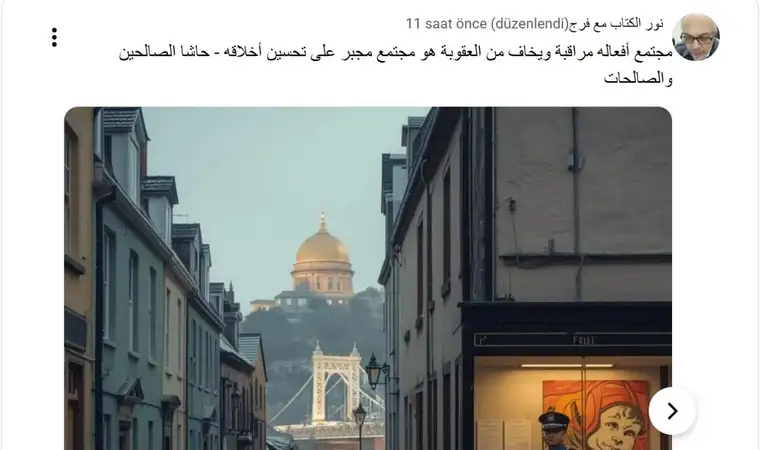 نور الكتاب مع فرج(düzenlendi) 11 saat önce
مجتمع أفعاله مراقبة ويخاف من العقوبة هو مجتمع مجبر على تحسين أخلاقه - حاشا الصالحين
والصالحات